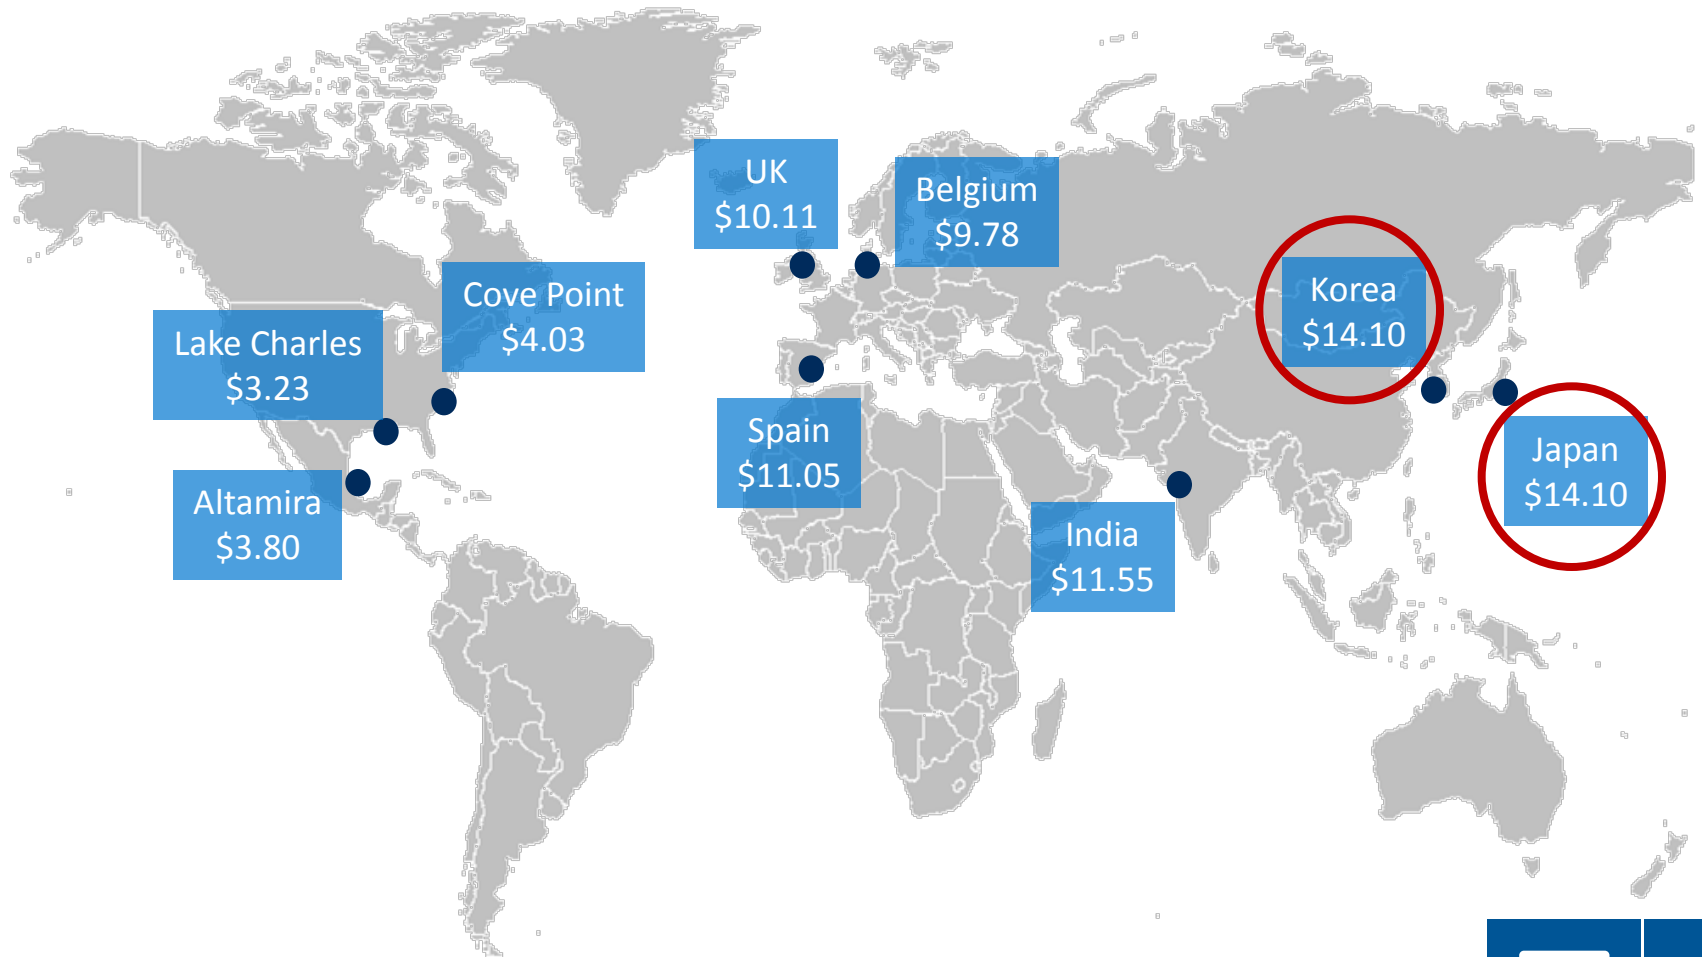 UK
$10.11
Belgium
$9.78
Cove Point
$4.03
Korea
$14.10
Lake Charles
$3.23
Spain
$11.05
Japan
$14.10
Altamira
$3.80
India
$11.55